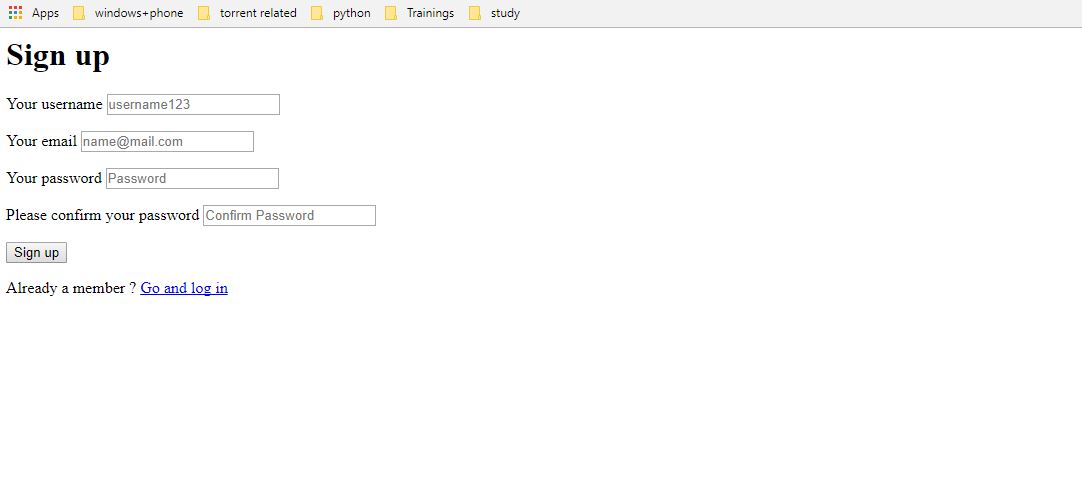 Apps windows+phone torrent related python Trainings study
Sign up
Your username username123
Your email name@mail.com
Your password Password
Please confirm your password Confirm Password
Sign up
Already a member ? Go and log in